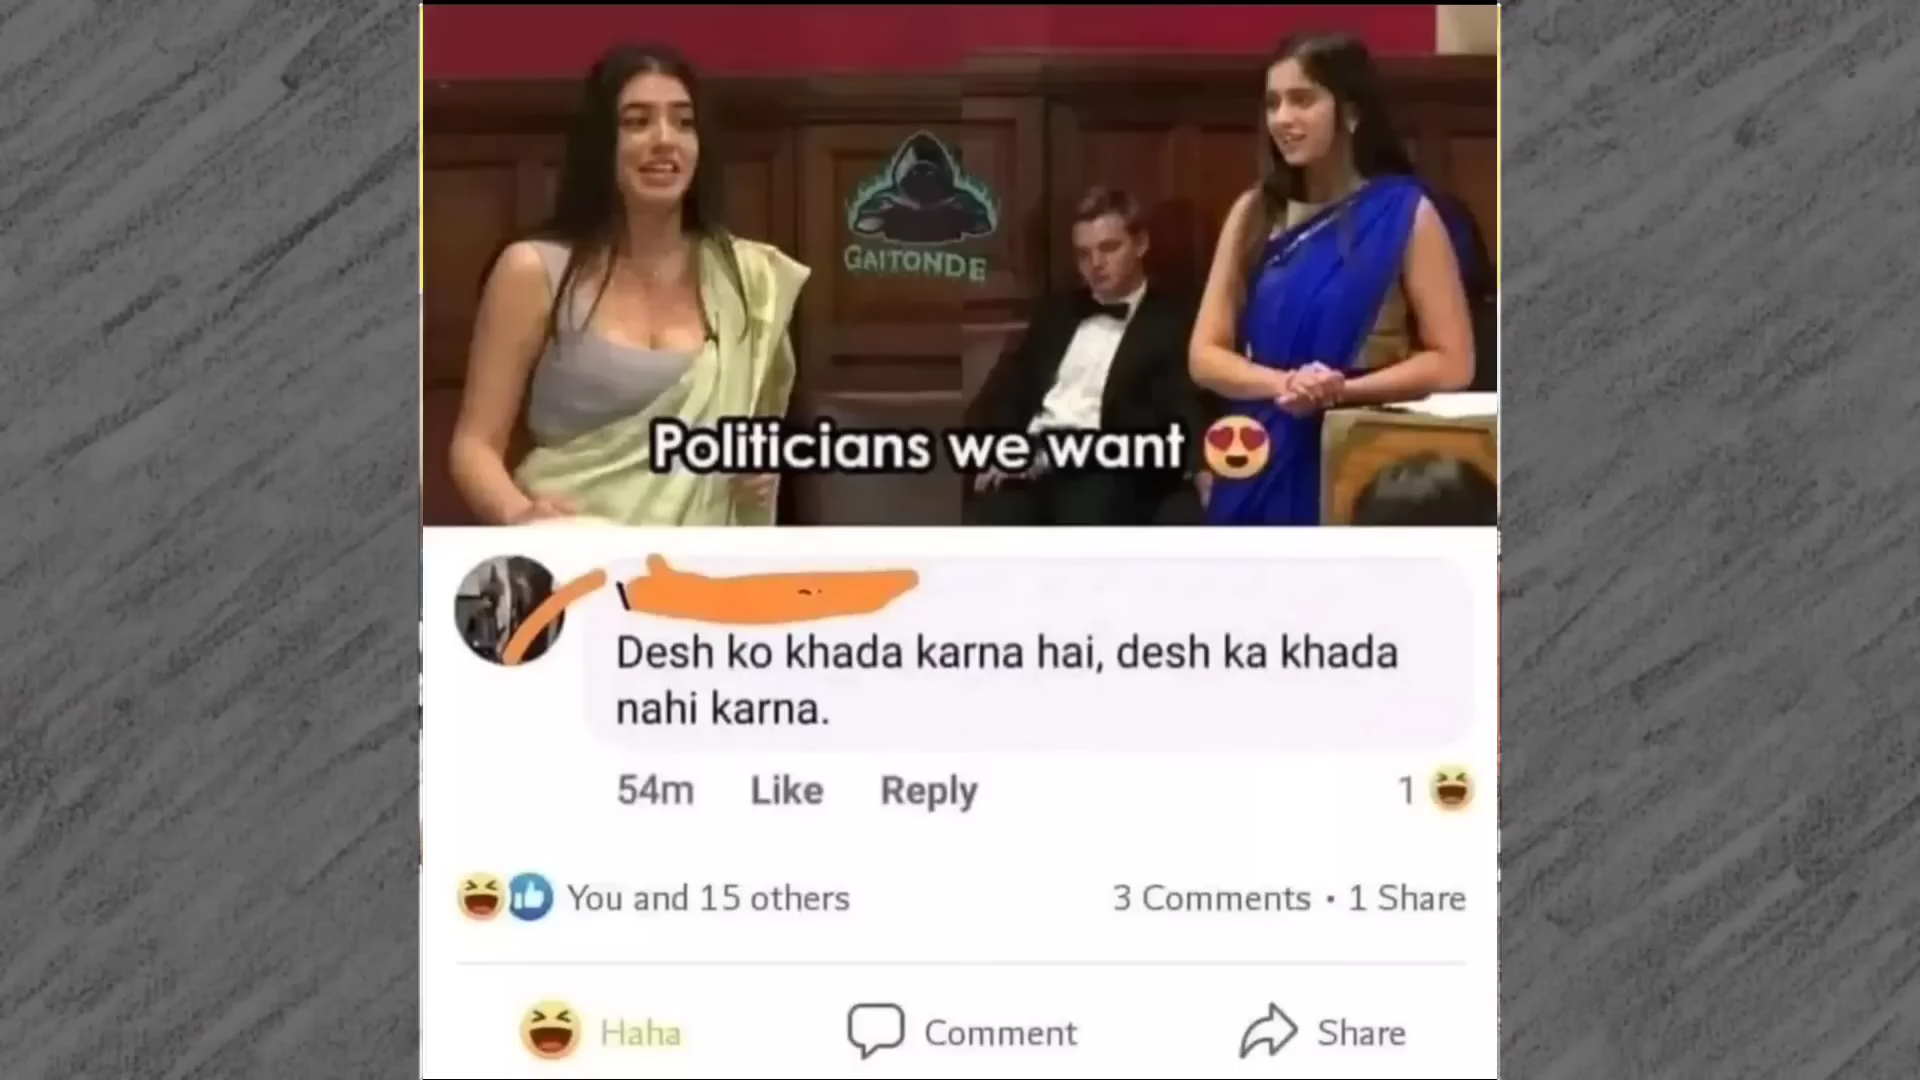 GAITONDE
Politicians we want 😍
Desh ko khada karna hai, desh ka khada
nahi karna.
54m Like Reply 1
You and 15 others 3 Comments • 1 Share
Haha Comment Share